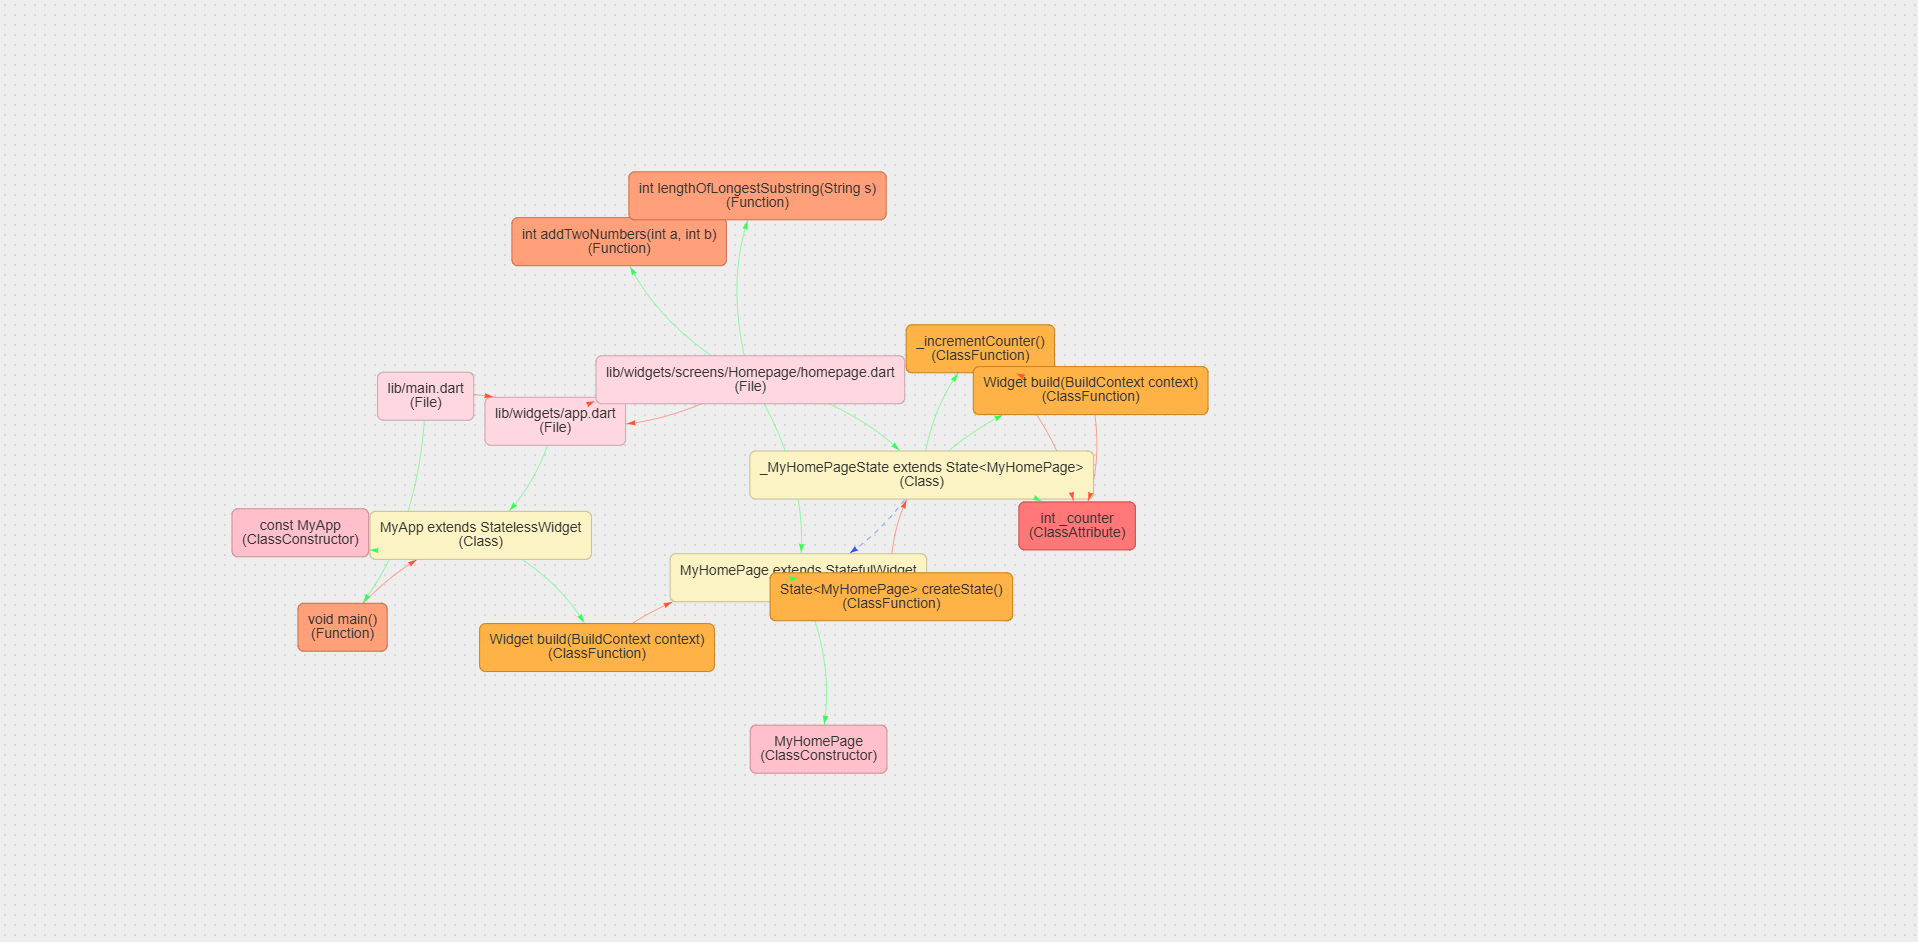 int lengthOfLongestSubstring(String s)
(Function)
int addTwoNumbers(int a, int b)
(Function)
_incrementCounter()
(ClassFunction)
lib/widgets/screens/Homepage/homepage.dart
(File)
Widget build(BuildContext context)
(ClassFunction)
lib/main.dart
(File)
lib/widgets/app.dart
(File)
_MyHomePageState extends State<MyHomePage>
(Class)
const MyApp
(ClassConstructor)
MyApp extends StatelessWidget
(Class)
int _counter
(ClassAttribute)
MyHomePage extends StatefulWidget
State<MyHomePage> createState()
(ClassFunction)
void main()
(Function)
Widget build(BuildContext context)
(ClassFunction)
MyHomePage
(ClassConstructor)